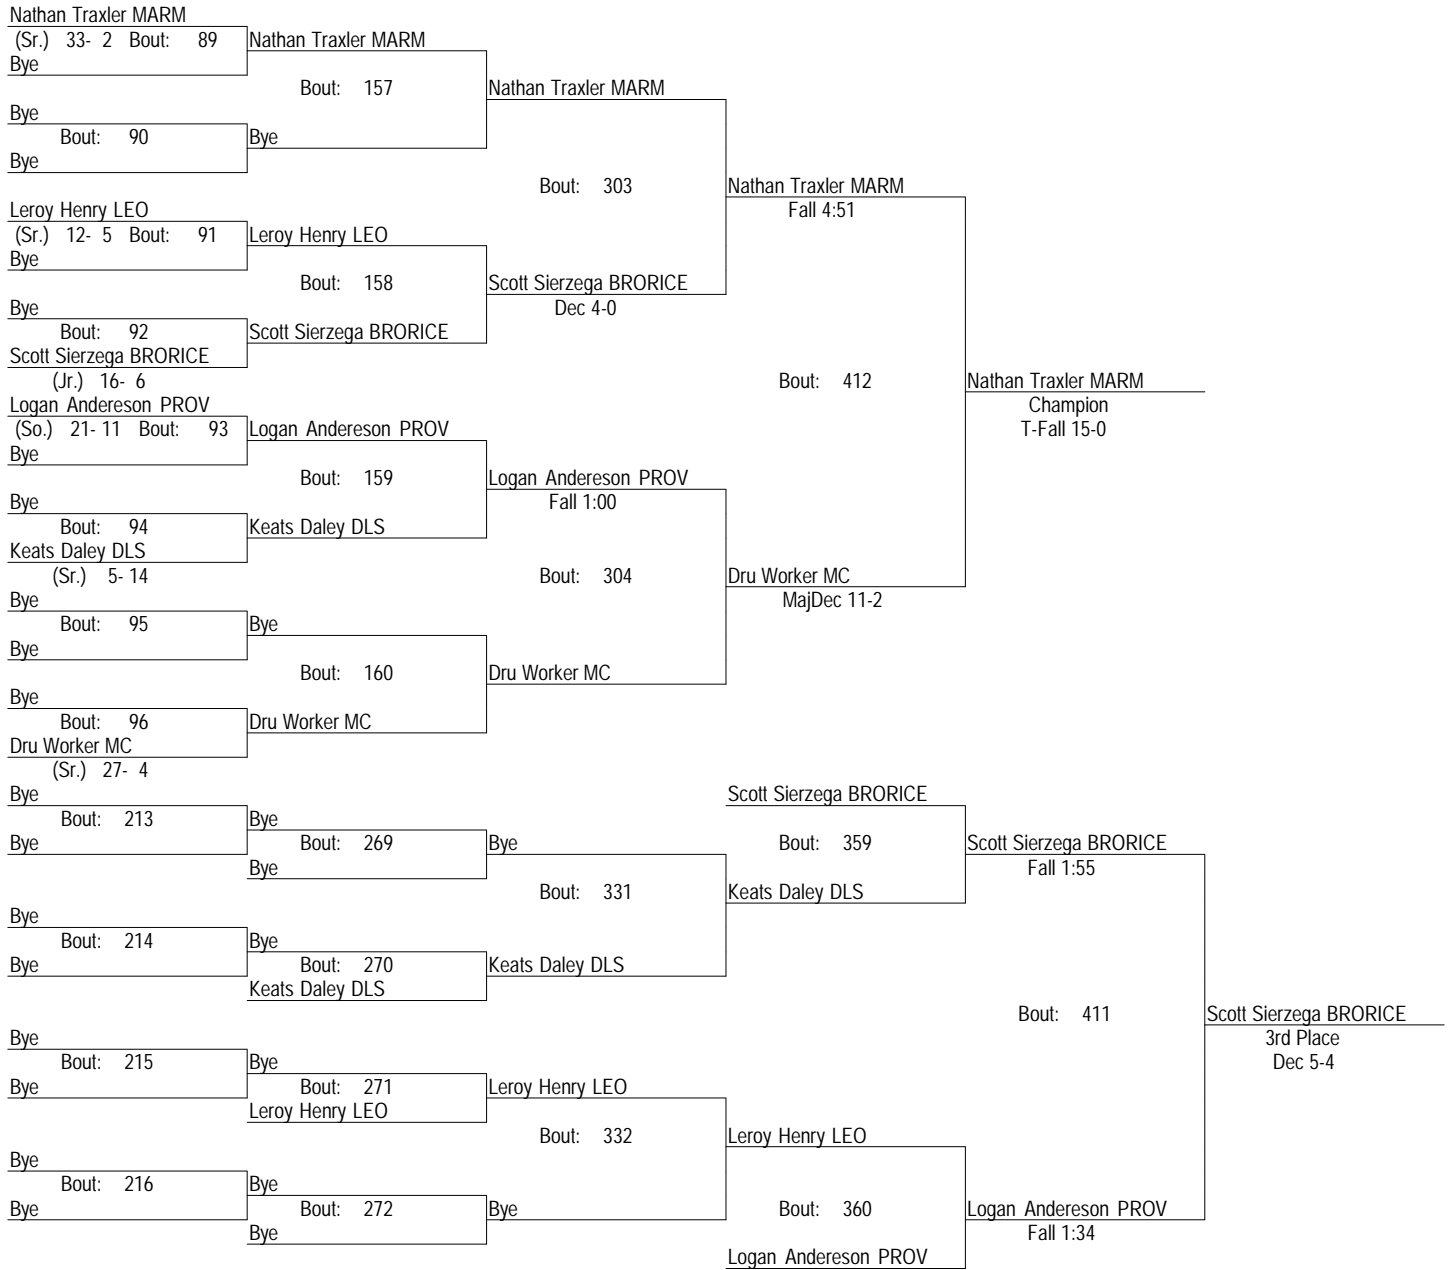 Nathan Traxler MARM
(Sr.) 33- 2 Bout: 89 Nathan Traxler MARM
Bye
Bout: 157 Nathan Traxler MARM
Bye
Bout: 90 Bye
Bye
Bout: 303 Nathan Traxler MARM
Fall 4:51
Leroy Henry LEO
(Sr.) 12- 5 Bout: 91 Leroy Henry LEO
Bye
Bout: 158 Scott Sierzega BRORICE
Bye Dec 4-0
Bout: 92 Scott Sierzega BRORICE
Scott Sierzega BRORICE
(Jr.) 16- 6 Bout: 412 Nathan Traxler MARM
Logan Andereson PROV Champion
(So.) 21- 11 Bout: 93 Logan Andereson PROV T-Fall 15-0
Bye
Bout: 159 Logan Andereson PROV
Bye Fall 1:00
Bout: 94 Keats Daley DLS
Keats Daley DLS
(Sr.) 5- 14 Bout: 304 Dru Worker MC
Bye MajDec 11-2
Bout: 95 Bye
Bye
Bout: 160 Dru Worker MC
Bye
Bout: 96 Dru Worker MC
Dru Worker MC
(Sr.) 27- 4
Bye Scott Sierzega BRORICE
Bout: 213 Bye
Bye Bout: 269 Bye Bout: 359 Scott Sierzega BRORICE
Bye Fall 1:55
Bout: 331 Keats Daley DLS
Bye
Bout: 214 Bye
Bye Bout: 270 Keats Daley DLS
Keats Daley DLS
Bout: 411 Scott Sierzega BRORICE
Bye 3rd Place
Bout: 215 Bye Dec 5-4
Bye Bout: 271 Leroy Henry LEO
Leroy Henry LEO
Bout: 332 Leroy Henry LEO
Bye
Bout: 216 Bye
Bye Bout: 272 Bye Bout: 360 Logan Andereson PROV
Bye Fall 1:34
Logan Andereson PROV